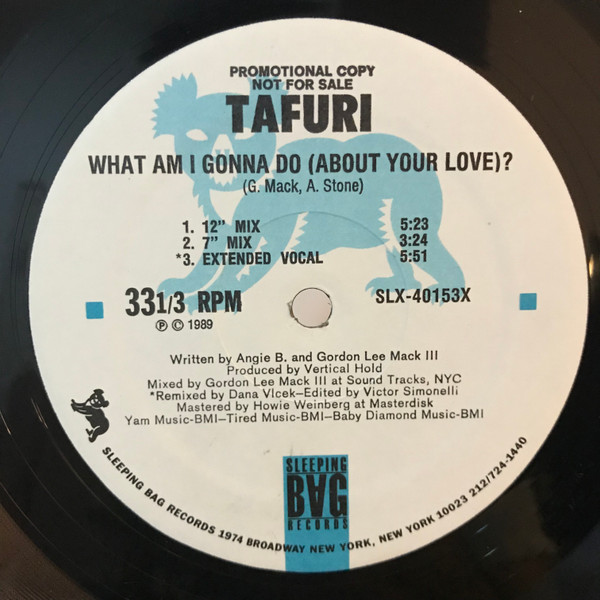 PROMOTIONAL COPY
NOT FOR SALE
TAFURI
WHAT AM I GONNA DO (ABOUT YOUR LOVE)?
(G. Mack, A. Stone)
1. 12" MIX 5:23
2. 7" MIX 3:24
*3. EXTENDED VOCAL 5:51
331/3 RPM SLX-40153X
℗ © 1989
Written by Angie B. and Gordon Lee Mack III
Produced by Vertical Hold
Mixed by Gordon Lee Mack III at Sound Tracks, NYC
*Remixed by Dana Vlcek–Edited by Victor Simonelli
Mastered by Howie Weinberg at Masterdisk
Yam Music-BMI–Tired Music-BMI–Baby Diamond Music-BMI
SLEEPING
BAG
RECORDS
SLEEPING BAG RECORDS 1974 BROADWAY NEW YORK, NEW YORK 10023 212/724-1440